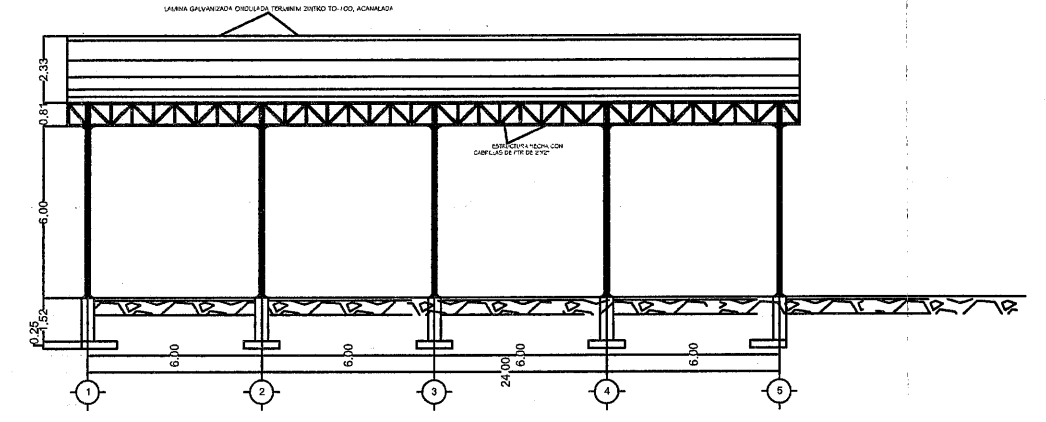 LAMINA GALVANIZADA ONDULADA TERMINIM ZINTKO TO-100, ACANALADA
2.33
0.81
ESTRUCTURA HECHA CON
CABRILLAS DE PTR DE 2"X2"
6.00
1.52
0.25
6.00 6.00 6.00 6.00
24.00
1 2 3 4 5